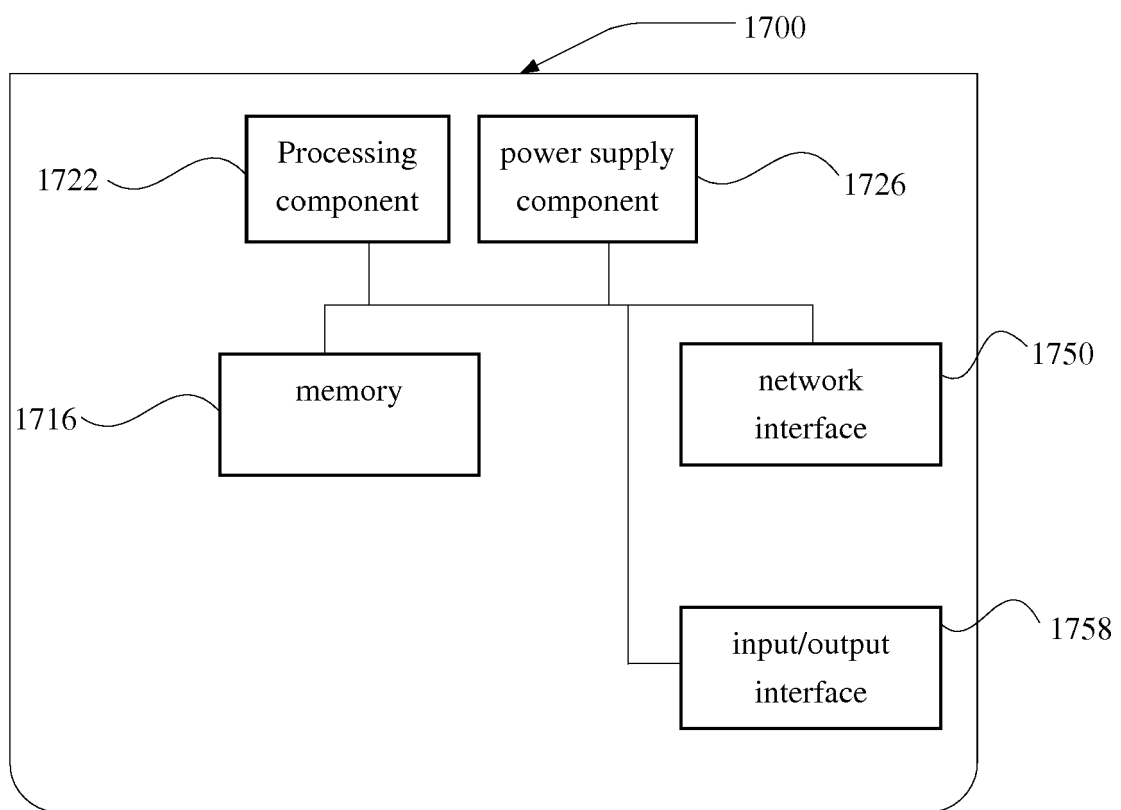 1700
Processing
component
power supply
component
1722
1726
memory
1716
network
interface
1750
input/output
interface
1758